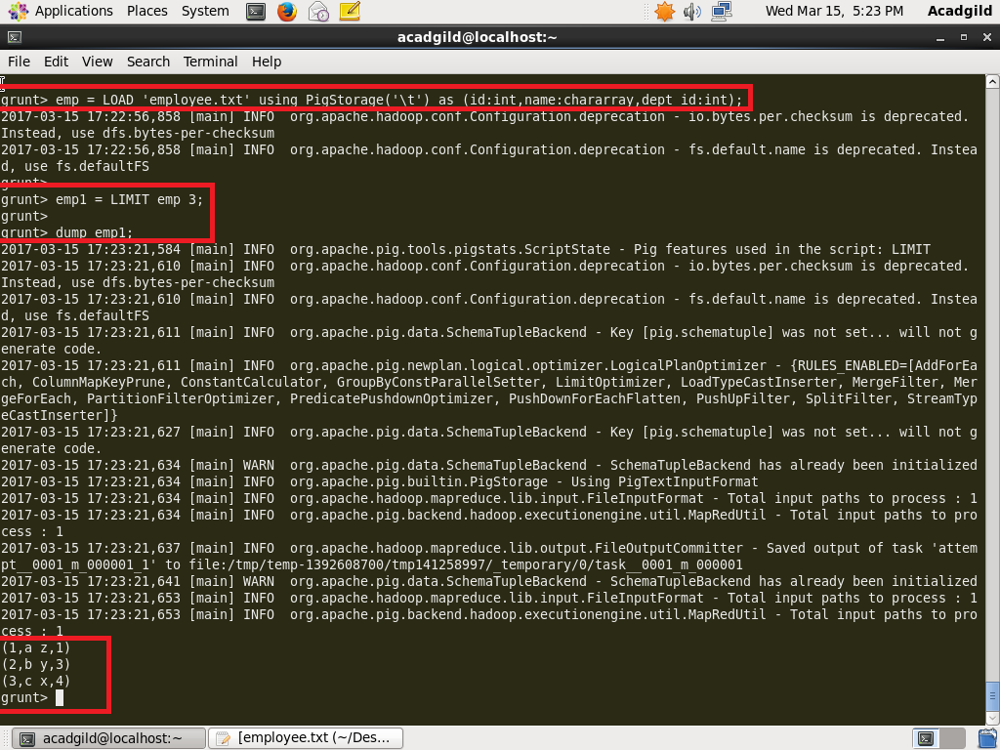 Applications Places System Wed Mar 15, 5:23 PM Acadgild
acadgild@localhost:~
File Edit View Search Terminal Help
grunt> emp = LOAD 'employee.txt' using PigStorage('\t') as (id:int,name:chararray,dept_id:int);
2017-03-15 17:22:56,858 [main] INFO  org.apache.hadoop.conf.Configuration.deprecation - io.bytes.per.checksum is deprecated.
Instead, use dfs.bytes-per-checksum
2017-03-15 17:22:56,858 [main] INFO  org.apache.hadoop.conf.Configuration.deprecation - fs.default.name is deprecated. Instea
d, use fs.defaultFS
grunt>
grunt> emp1 = LIMIT emp 3;
grunt>
grunt> dump emp1;
2017-03-15 17:23:21,584 [main] INFO  org.apache.pig.tools.pigstats.ScriptState - Pig features used in the script: LIMIT
2017-03-15 17:23:21,610 [main] INFO  org.apache.hadoop.conf.Configuration.deprecation - io.bytes.per.checksum is deprecated.
Instead, use dfs.bytes-per-checksum
2017-03-15 17:23:21,610 [main] INFO  org.apache.hadoop.conf.Configuration.deprecation - fs.default.name is deprecated. Instea
d, use fs.defaultFS
2017-03-15 17:23:21,611 [main] INFO  org.apache.pig.data.SchemaTupleBackend - Key [pig.schematuple] was not set... will not g
enerate code.
2017-03-15 17:23:21,611 [main] INFO  org.apache.pig.newplan.logical.optimizer.LogicalPlanOptimizer - {RULES_ENABLED=[AddForEa
ch, ColumnMapKeyPrune, ConstantCalculator, GroupByConstParallelSetter, LimitOptimizer, LoadTypeCastInserter, MergeFilter, Mer
geForEach, PartitionFilterOptimizer, PredicatePushdownOptimizer, PushDownForEachFlatten, PushUpFilter, SplitFilter, StreamTyp
eCastInserter]}
2017-03-15 17:23:21,627 [main] INFO  org.apache.pig.data.SchemaTupleBackend - Key [pig.schematuple] was not set... will not g
enerate code.
2017-03-15 17:23:21,634 [main] WARN  org.apache.pig.data.SchemaTupleBackend - SchemaTupleBackend has already been initialized
2017-03-15 17:23:21,634 [main] INFO  org.apache.pig.builtin.PigStorage - Using PigTextInputFormat
2017-03-15 17:23:21,634 [main] INFO  org.apache.hadoop.mapreduce.lib.input.FileInputFormat - Total input paths to process : 1
2017-03-15 17:23:21,634 [main] INFO  org.apache.pig.backend.hadoop.executionengine.util.MapRedUtil - Total input paths to pro
cess : 1
2017-03-15 17:23:21,637 [main] INFO  org.apache.hadoop.mapreduce.lib.output.FileOutputCommitter - Saved output of task 'attem
pt__0001_m_000001_1' to file:/tmp/temp-1392608700/tmp141258997/_temporary/0/task__0001_m_000001
2017-03-15 17:23:21,641 [main] WARN  org.apache.pig.data.SchemaTupleBackend - SchemaTupleBackend has already been initialized
2017-03-15 17:23:21,653 [main] INFO  org.apache.hadoop.mapreduce.lib.input.FileInputFormat - Total input paths to process : 1
2017-03-15 17:23:21,653 [main] INFO  org.apache.pig.backend.hadoop.executionengine.util.MapRedUtil - Total input paths to pro
cess : 1
(1,a z,1)
(2,b y,3)
(3,c x,4)
grunt>
acadgild@localhost:~ [employee.txt (~/Des...